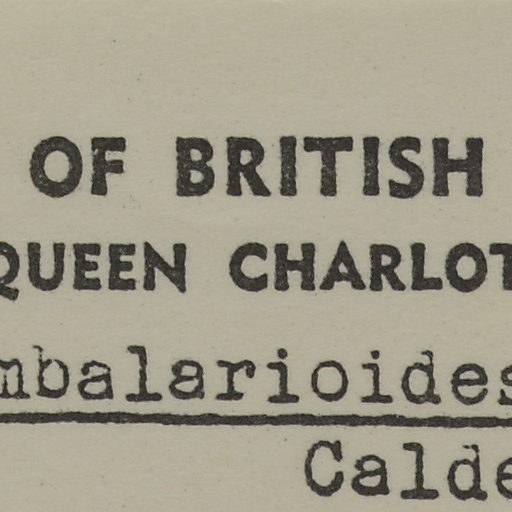 OF BRITISH
QUEEN CHARLOT
mbalarioides
Calde